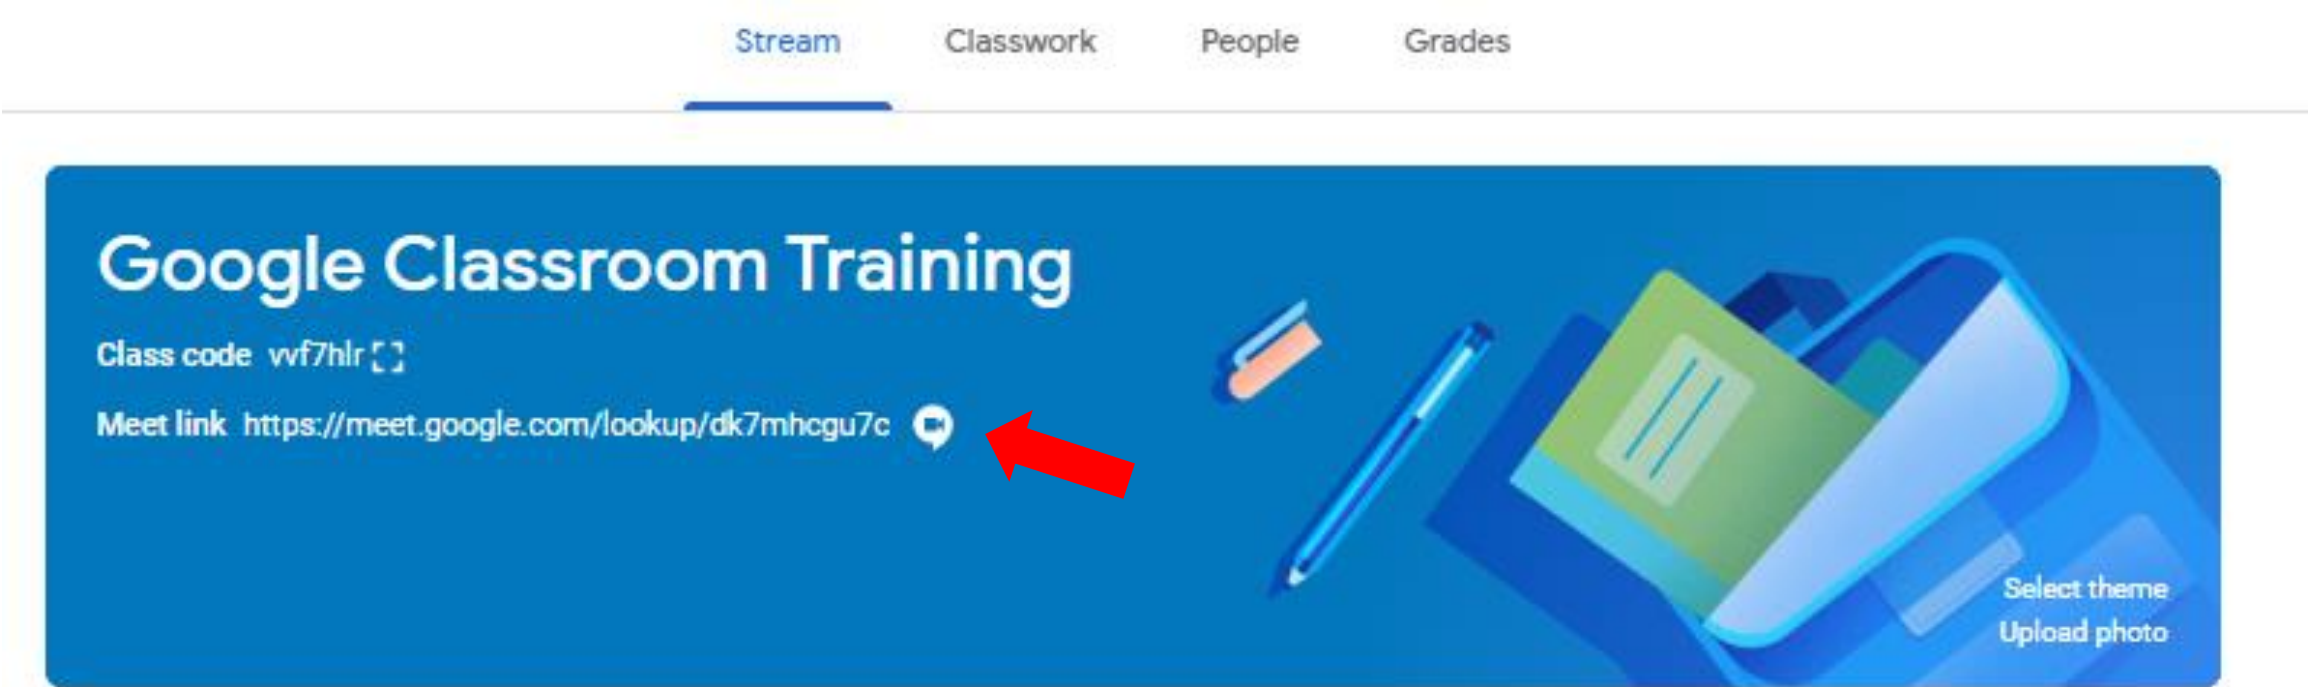 Stream Classwork People Grades
Google Classroom Training
Class code vvf7hlr
Meet link https://meet.google.com/lookup/dk7mhcgu7c
Select theme
Upload photo